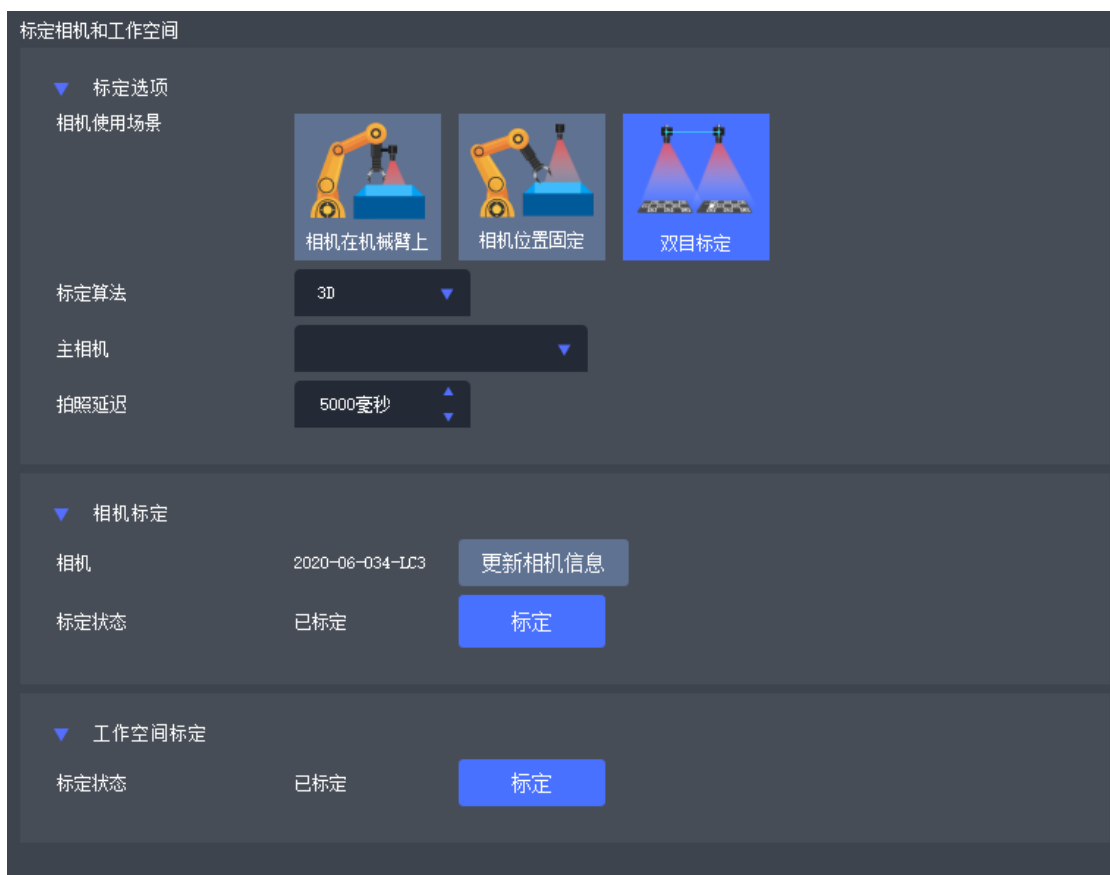 标定相机和工作空间
标定选项
相机使用场景
相机在机械臂上 相机位置固定 双目标定
标定算法 3D
主相机
拍照延迟 5000毫秒
相机标定
相机 2020-06-034-LC3 更新相机信息
标定状态 已标定 标定
工作空间标定
标定状态 已标定 标定